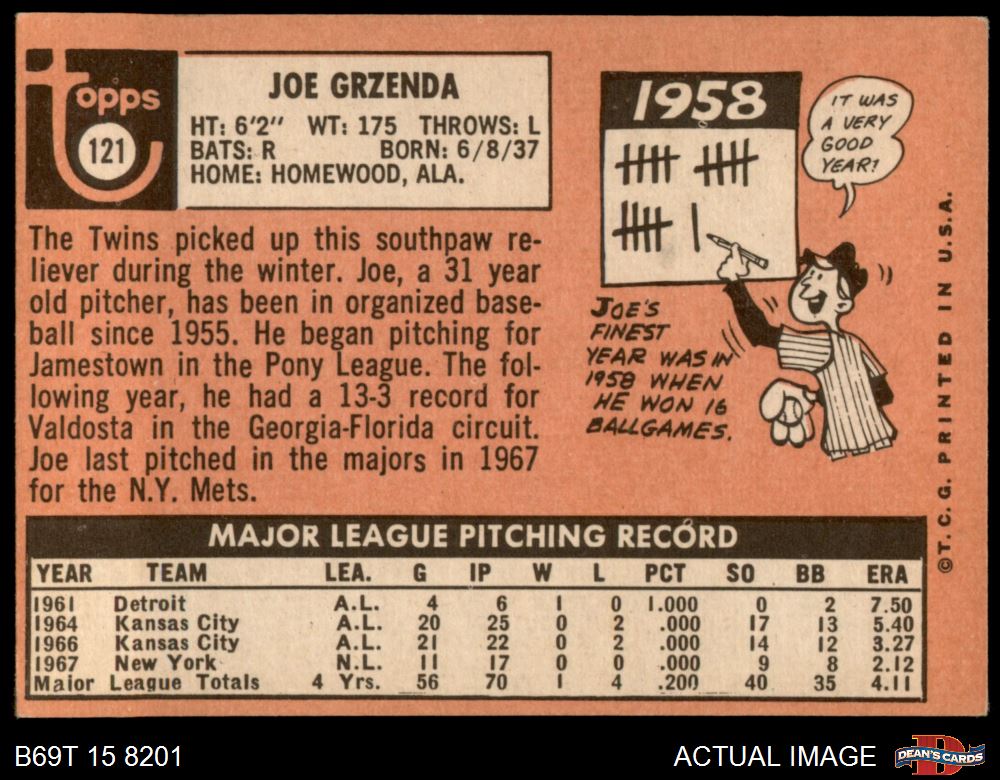 Topps
121
JOE GRZENDA
HT: 6'2" WT: 175 THROWS: L
BATS: R BORN: 6/8/37
HOME: HOMEWOOD, ALA.
The Twins picked up this southpaw re-
liever during the winter. Joe, a 31 year
old pitcher, has been in organized base-
ball since 1955. He began pitching for
Jamestown in the Pony League. The fol-
lowing year, he had a 13-3 record for
Valdosta in the Georgia-Florida circuit.
Joe last pitched in the majors in 1967
for the N.Y. Mets.
1958
IT WAS
A VERY
GOOD
YEAR!
JOE'S
FINEST
YEAR WAS IN
1958 WHEN
HE WON 16
BALLGAMES.
©T. C. G. PRINTED IN U.S.A.
MAJOR LEAGUE PITCHING RECORD
YEAR TEAM LEA. G IP W L PCT SO BB ERA
1961 Detroit A.L. 4 6 1 0 1.000 0 2 7.50
1964 Kansas City A.L. 20 25 0 2 .000 17 13 5.40
1966 Kansas City A.L. 21 22 0 2 .000 14 12 3.27
1967 New York N.L. 11 17 0 0 .000 9 8 2.12
Major League Totals 4 Yrs. 56 70 1 4 .200 40 35 4.11
B69T 15 8201
ACTUAL IMAGE
DEAN'S CARDS